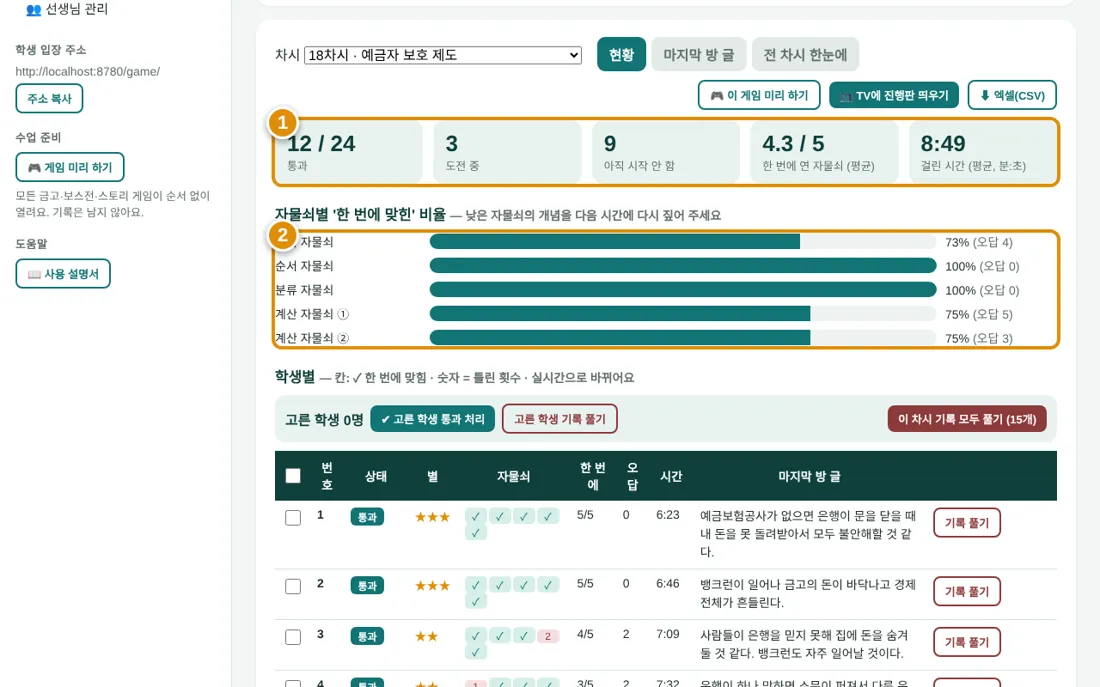 👥 선생님 관리
학생 입장 주소
http://localhost:8780/game/
주소 복사
수업 준비
🎮 게임 미리 하기
모든 금고·보스전·스토리 게임이 순서 없이
열려요. 기록은 남지 않아요.
도움말
📖 사용 설명서
차시 18차시 · 예금자 보호 제도 현황 마지막 방 글 전 차시 한눈에
🎮 이 게임 미리 하기 📺 TV에 진행판 띄우기 ⬇ 엑셀(CSV)
1
12 / 24 3 9 4.3 / 5 8:49
통과 도전 중 아직 시작 안 함 한 번에 연 자물쇠 (평균) 걸린 시간 (평균, 분:초)
자물쇠별 '한 번에 맞힌' 비율 — 낮은 자물쇠의 개념을 다음 시간에 다시 짚어 주세요
2
자물쇠 73% (오답 4)
순서 자물쇠 100% (오답 0)
분류 자물쇠 100% (오답 0)
계산 자물쇠 ① 75% (오답 5)
계산 자물쇠 ② 75% (오답 3)
학생별 — 칸: ✓ 한 번에 맞힘 · 숫자 = 틀린 횟수 · 실시간으로 바뀌어요
고른 학생 0명 ✔ 고른 학생 통과 처리 고른 학생 기록 풀기 이 차시 기록 모두 풀기 (15개)
번호 상태 별 자물쇠 한 번에 오답 시간 마지막 방 글
1 통과 ★★★ ✓ ✓ ✓ ✓ ✓ 5/5 0 6:23 예금보험공사가 없으면 은행이 문을 닫을 때
내 돈을 못 돌려받아서 모두 불안해할 것 같
다.
기록 풀기
2 통과 ★★★ ✓ ✓ ✓ ✓ ✓ 5/5 0 6:46 뱅크런이 일어나 금고의 돈이 바닥나고 경제
전체가 흔들린다.
기록 풀기
3 통과 ★★ ✓ ✓ ✓ 2 ✓ 4/5 2 7:09 사람들이 은행을 믿지 못해 집에 돈을 숨겨
둘 것 같다. 뱅크런도 자주 일어날 것이다.
기록 풀기
4 통과 ★★ 1 ✓ ✓ ✓ 3/5 2 7:32 은행이 하나 망하면 소문이 퍼져서 다른 은